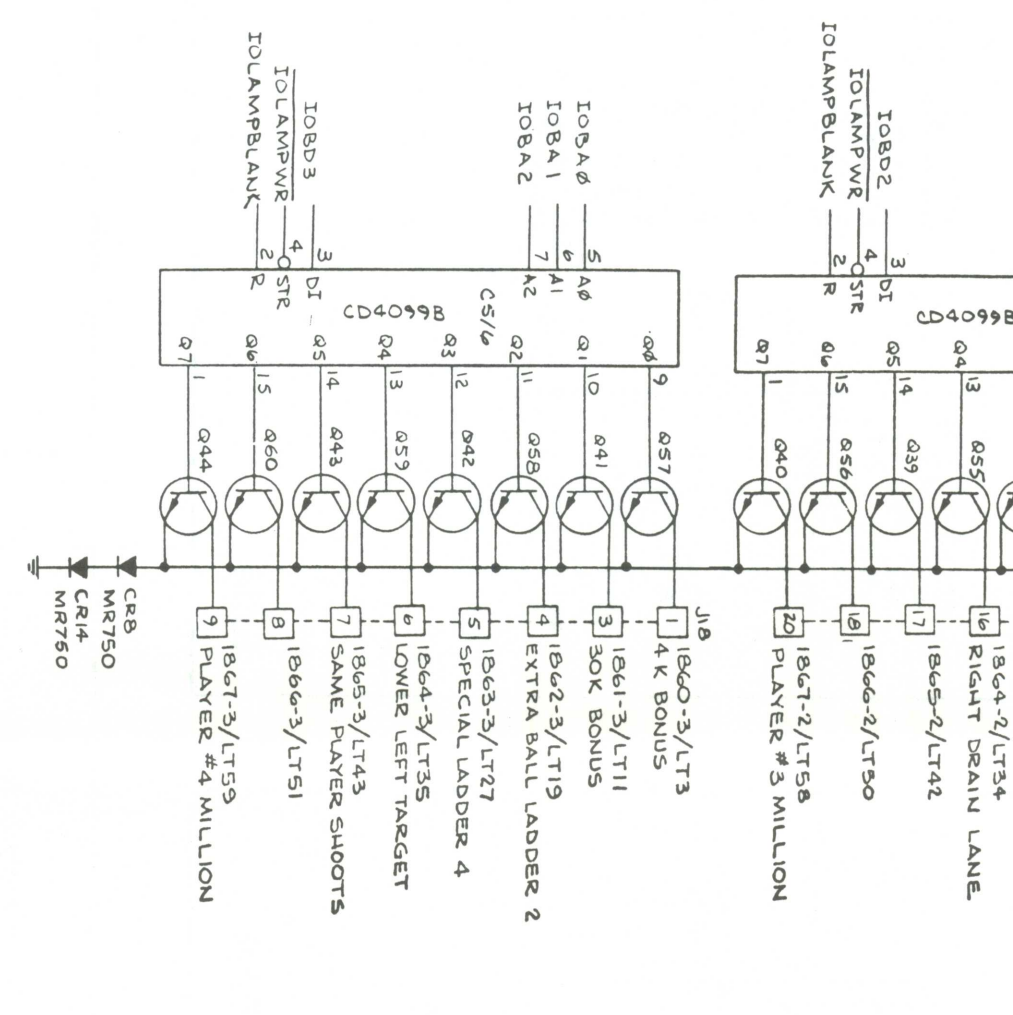 IOLAMPBLANK
IOLAMPWR
IOBD3
IOBA2
IOBA1
IOBAØ
IOLAMPBLANK
IOLAMPWR
IOBD2
2
4
3
7
6
5
2
4
3
R
STR
DI
A2
A1
AØ
R
STR
DI
CD4099B
C5/6
CD4099B
Q7
Q6
Q5
Q4
Q3
Q2
Q1
QØ
Q7
Q6
Q5
Q4
1
15
14
13
12
11
10
9
1
15
14
13
Q44
Q60
Q43
Q59
Q42
Q58
Q41
Q57
Q40
Q56
Q39
Q55
CR14
MR750
CR8
MR750
J18
9
8
7
6
5
4
3
1
20
18
17
16
1867-3/LT59
PLAYER #4 MILLION
1866-3/LT51
1865-3/LT43
SAME PLAYER SHOOTS
1864-3/LT35
LOWER LEFT TARGET
1863-3/LT27
SPECIAL LADDER 4
1862-3/LT19
EXTRA BALL LADDER 2
1861-3/LT11
30K BONUS
1860-3/LT3
4K BONUS
1867-2/LT58
PLAYER #3 MILLION
1866-2/LT50
1865-2/LT42
1864-2/LT34
RIGHT DRAIN LANE